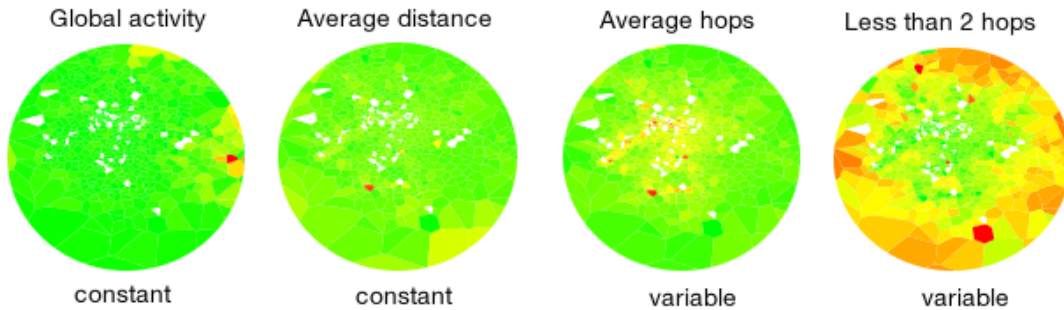 Global activity
Average distance
Average hops
Less than 2 hops
constant
constant
variable
variable